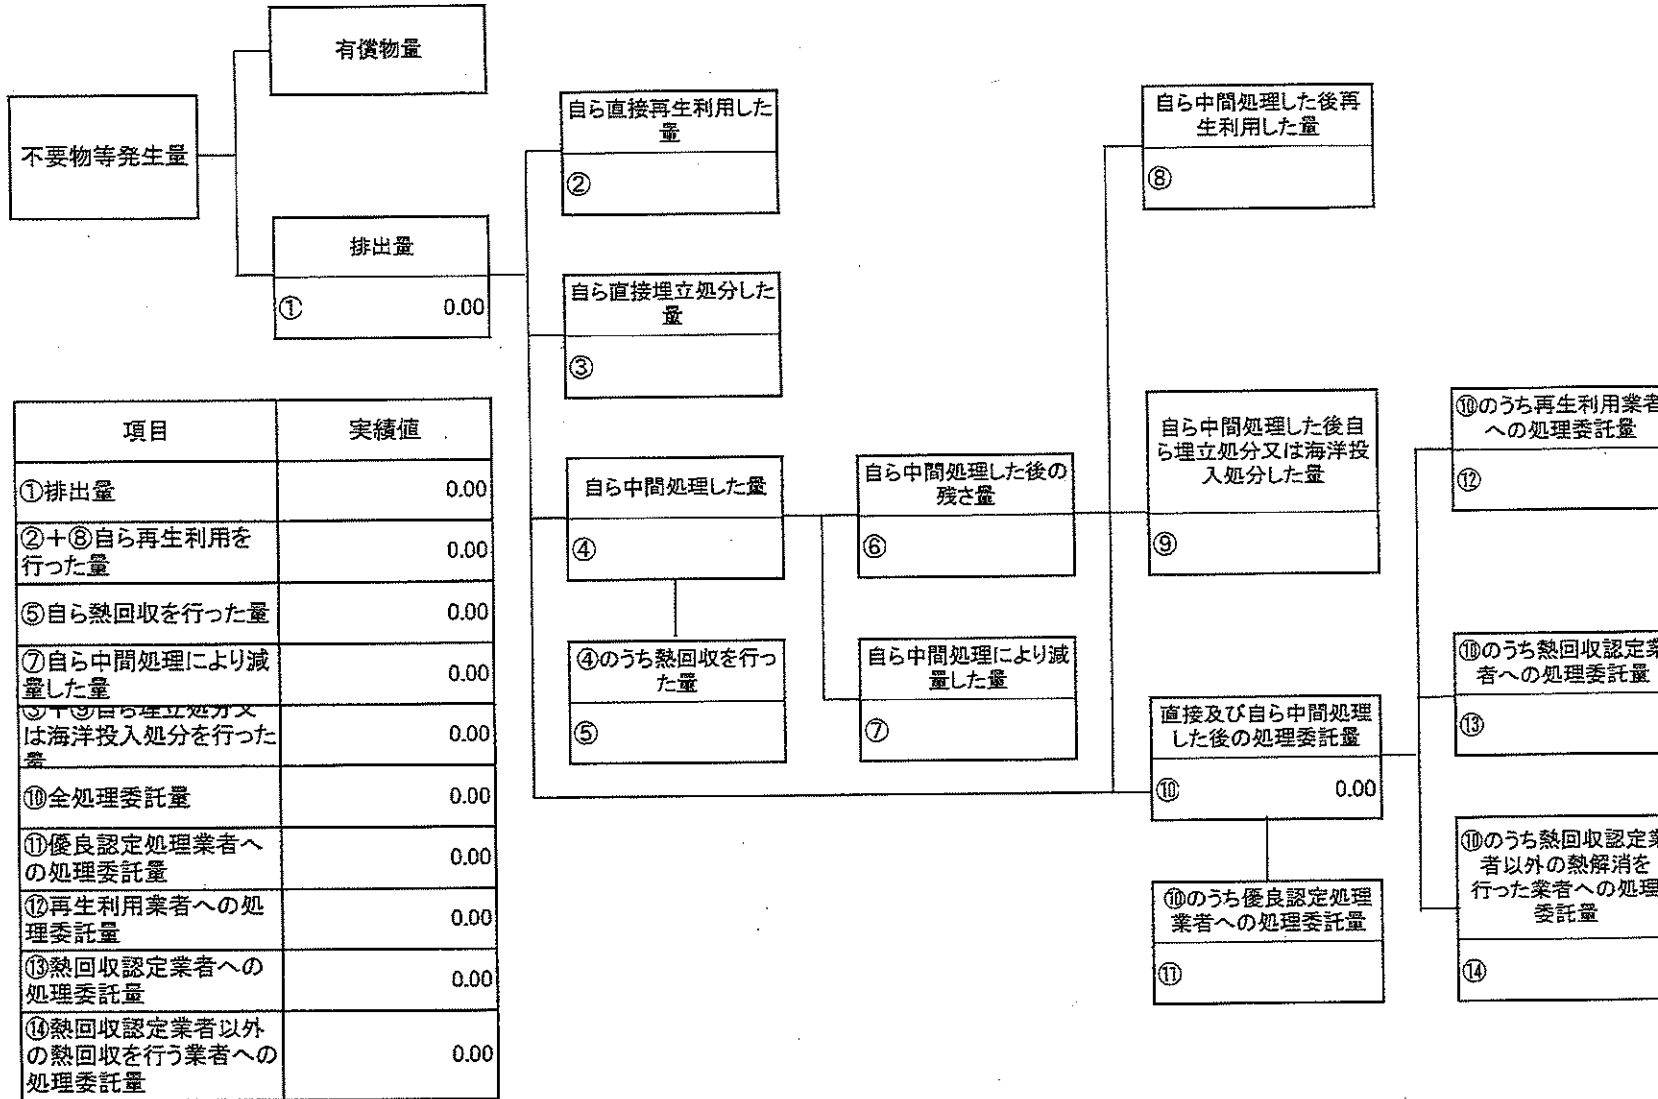 有償物量
不要物等発生量
排出量
① 0.00
自ら直接再生利用した
量
②
自ら直接埋立処分した
量
③
自ら中間処理した量
④
④のうち熱回収を行っ
た量
⑤
自ら中間処理した後の
残さ量
⑥
自ら中間処理により減
量した量
⑦
自ら中間処理した後再
生利用した量
⑧
自ら中間処理した後自
ら埋立処分又は海洋投
入処分した量
⑨
直接及び自ら中間処理
した後の処理委託量
⑩ 0.00
⑩のうち優良認定処理
業者への処理委託量
⑪
⑩のうち再生利用業者
への処理委託量
⑫
⑩のうち熱回収認定業
者への処理委託量
⑬
⑩のうち熱回収認定業
者以外の熱解消を
行った業者への処理
委託量
⑭
項目 実績値
①排出量 0.00
②+⑧自ら再生利用を
行った量 0.00
⑤自ら熱回収を行った量 0.00
⑦自ら中間処理により減
量した量 0.00
③+⑨自ら埋立処分又
は海洋投入処分を行った
量 0.00
⑩全処理委託量 0.00
⑪優良認定処理業者へ
の処理委託量 0.00
⑫再生利用業者への処
理委託量 0.00
⑬熱回収認定業者への
処理委託量 0.00
⑭熱回収認定業者以外
の熱回収を行う業者への
処理委託量 0.00